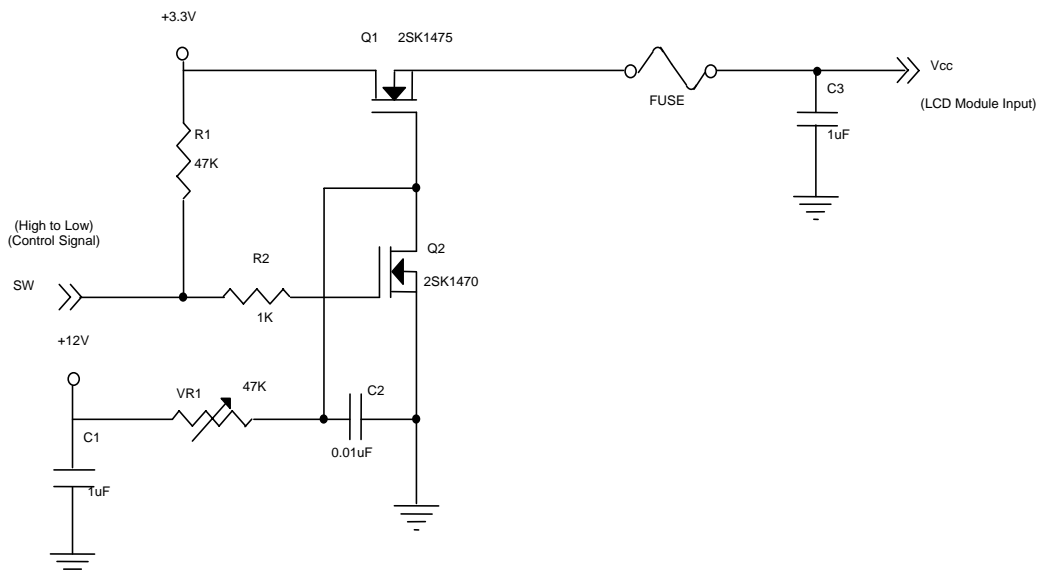 +3.3V
Q1 2SK1475
Vcc
FUSE
C3
(LCD Module Input)
1uF
R1
47K
(High to Low)
(Control Signal)
SW
R2
1K
Q2
2SK1470
+12V
VR1
47K
C2
0.01uF
C1
1uF